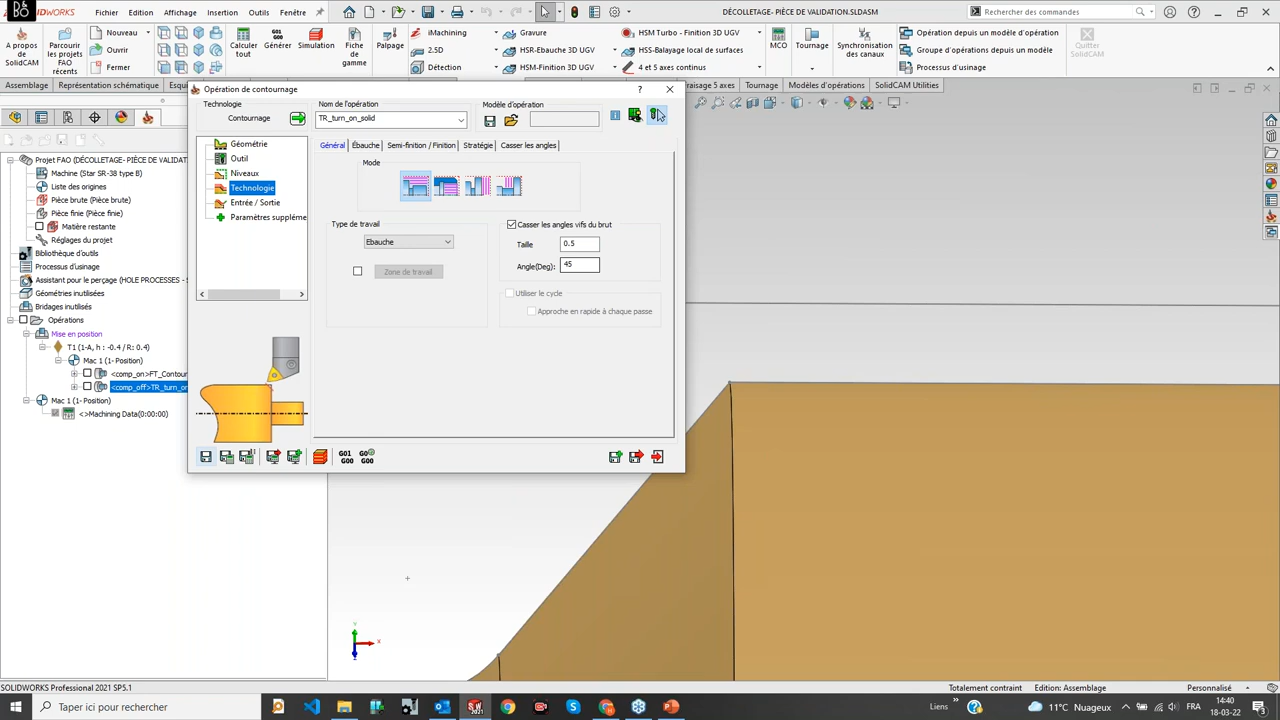 B&O
SOLIDWORKS
Fichier
Edition
Affichage
Insertion
Outils
Fenêtre
DÉCOLLETAGE- PIÈCE DE VALIDATION.SLDASM
Rechercher des commandes
A propos de SolidCAM
Parcourir les projets FAO récents
Nouveau
Ouvrir
Fermer
Calculer tout
Générer
Simulation
Fiche de gamme
Palpage
iMachining
2.5D
Détection
Gravure
HSR-Ebauche 3D UGV
HSM-Finition 3D UGV
HSM Turbo - Finition 3D UGV
HSS-Balayage local de surfaces
4 et 5 axes continus
MCO
Tournage
Synchronisation des canaux
Opération depuis un modèle d'opération
Groupe d'opérations depuis un modèle
Processus d'usinage
Quitter SolidCAM
Assemblage
Représentation schématique
Esqui
Fraisage 5 axes
Tournage
Modèles d'opération
SolidCAM Utilities
Projet FAO (DÉCOLLETAGE-PIÈCE DE VALIDAT
Machine (Star SR-38 type B)
Liste des origines
Pièce brute (Pièce brute)
Pièce finie (Pièce finie)
Matière restante
Réglages du projet
Bibliothèque d'outils
Processus d'usinage
Assistant pour le perçage (HOLE PROCESSES -
Géométries inutilisées
Bridages inutilisés
Opérations
Mise en position
T1 (1-A, h : -0.4 / R: 0.4)
Mac 1 (1- Position)
<comp_on>FT_Contour
<comp_off>TR_turn_on
Mac 1 (1- Position)
<>Machining Data(0:00:00)
Opération de contournage
Technologie
Contournage
Nom de l'opération
TR_turn_on_solid
Modèle d'opération
Géométrie
Outil
Niveaux
Technologie
Entrée / Sortie
Paramètres suppléme
Général
Ébauche
Semi-finition / Finition
Stratégie
Casser les angles
Mode
Type de travail
Ebauche
Zone de travail
Casser les angles vifs du brut
Taille
0.5
Angle(Deg):
45
Utiliser le cycle
Approche en rapide à chaque passe
G01
G00
G0
G00
Y
X
SOLIDWORKS Professional 2021 SP5.1
Totalement contraint
Edition: Assemblage
Personnalisé
Taper ici pour rechercher
Liens
11°C Nuageux
FRA
14:40
18-03-22